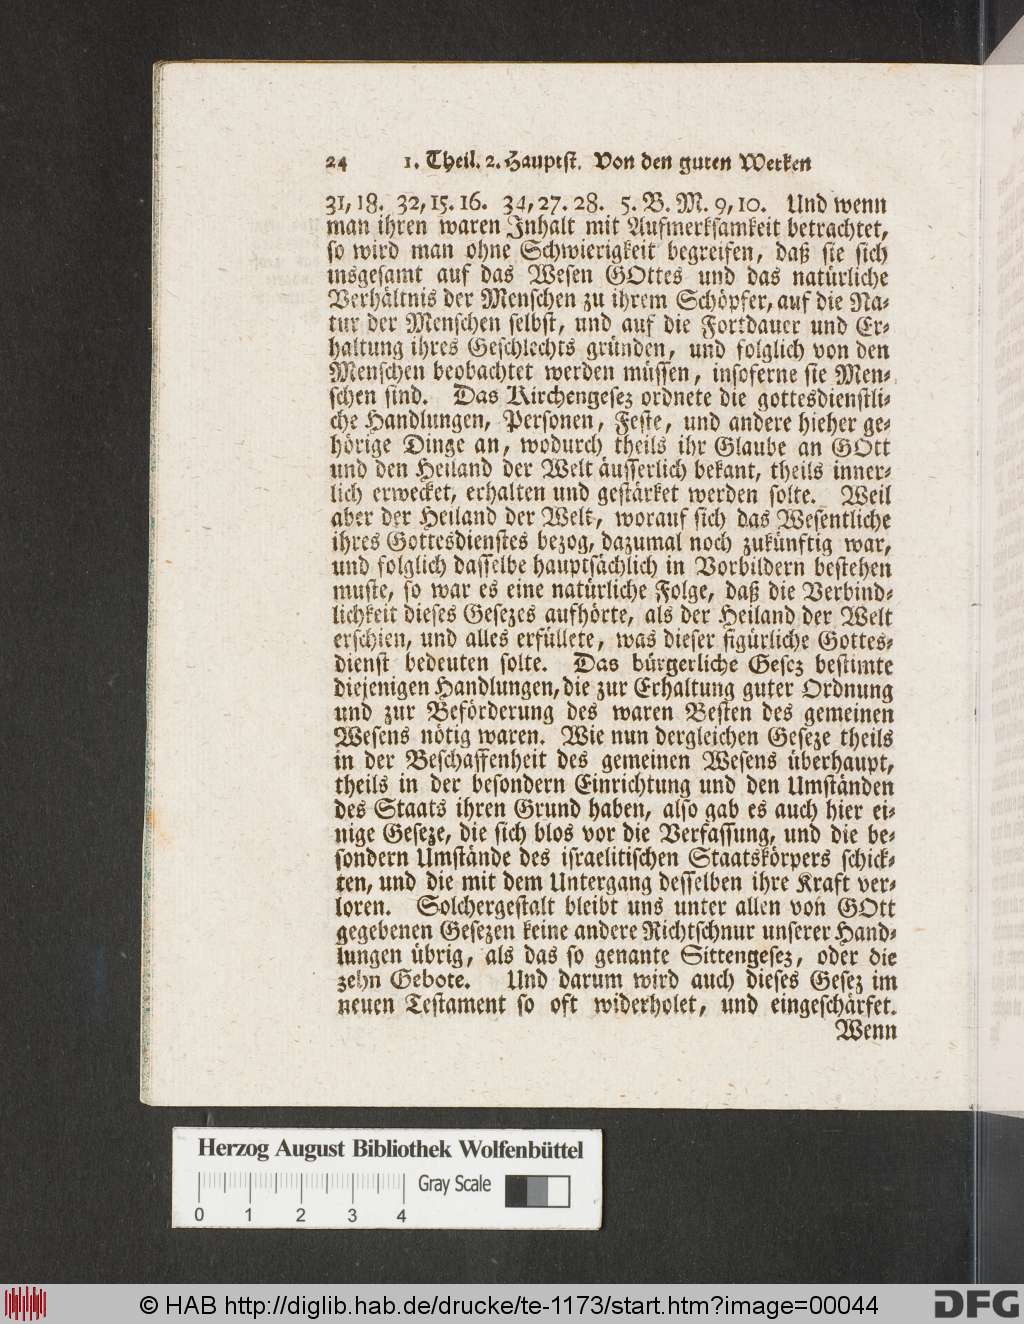 24 1. Theil. 2. Hauptst. Von den guten Werken
31, 18. 32, 15. 16. 34, 27. 28. 5. B. M. 9, 10. Und wenn
man ihren waren Inhalt mit Aufmerksamkeit betrachtet,
so wird man ohne Schwierigkeit begreifen, daß sie sich
insgesamt auf das Wesen GOttes und das natürliche
Verhältnis der Menschen zu ihrem Schöpfer, auf die Na-
tur der Menschen selbst, und auf die Fortdauer und Er-
haltung ihres Geschlechts gründen, und folglich von den
Menschen beobachtet werden müssen, insoferne sie Men-
schen sind. Das Kirchengesez ordnete die gottesdienstli-
che Handlungen, Personen, Feste, und andere hieher ge-
hörige Dinge an, wodurch theils ihr Glaube an GOtt
und den Heiland der Welt äusserlich bekant, theils inner-
lich erwecket, erhalten und gestärket werden solte. Weil
aber der Heiland der Welt, worauf sich das Wesentliche
ihres Gottesdienstes bezog, dazumal noch zukünftig war,
und folglich dasselbe hauptsächlich in Vorbildern bestehen
muste, so war es eine natürliche Folge, daß die Verbind-
lichkeit dieses Gesezes aufhörte, als der Heiland der Welt
erschien, und alles erfüllete, was dieser figürliche Gottes-
dienst bedeuten solte. Das bürgerliche Gesez bestimte
diejenigen Handlungen, die zur Erhaltung guter Ordnung
und zur Beförderung des waren Besten des gemeinen
Wesens nötig waren. Wie nun dergleichen Geseze theils
in der Beschaffenheit des gemeinen Wesens überhaupt,
theils in der besondern Einrichtung und den Umständen
des Staats ihren Grund haben, also gab es auch hier ei-
nige Geseze, die sich blos vor die Verfassung, und die be-
sondern Umstände des israelitischen Staatskörpers schick-
ten, und die mit dem Untergang desselben ihre Kraft ver-
loren. Solchergestalt bleibt uns unter allen von GOtt
gegebenen Gesezen keine andere Richtschnur unserer Hand-
lungen übrig, als das so genante Sittengesez, oder die
zehn Gebote. Und darum wird auch dieses Gesez im
neuen Testament so oft widerholet, und eingeschärfet.
Wenn
Herzog August Bibliothek Wolfenbüttel
Gray Scale
0 1 2 3 4
© HAB http://diglib.hab.de/drucke/te-1173/start.htm?image=00044
DFG